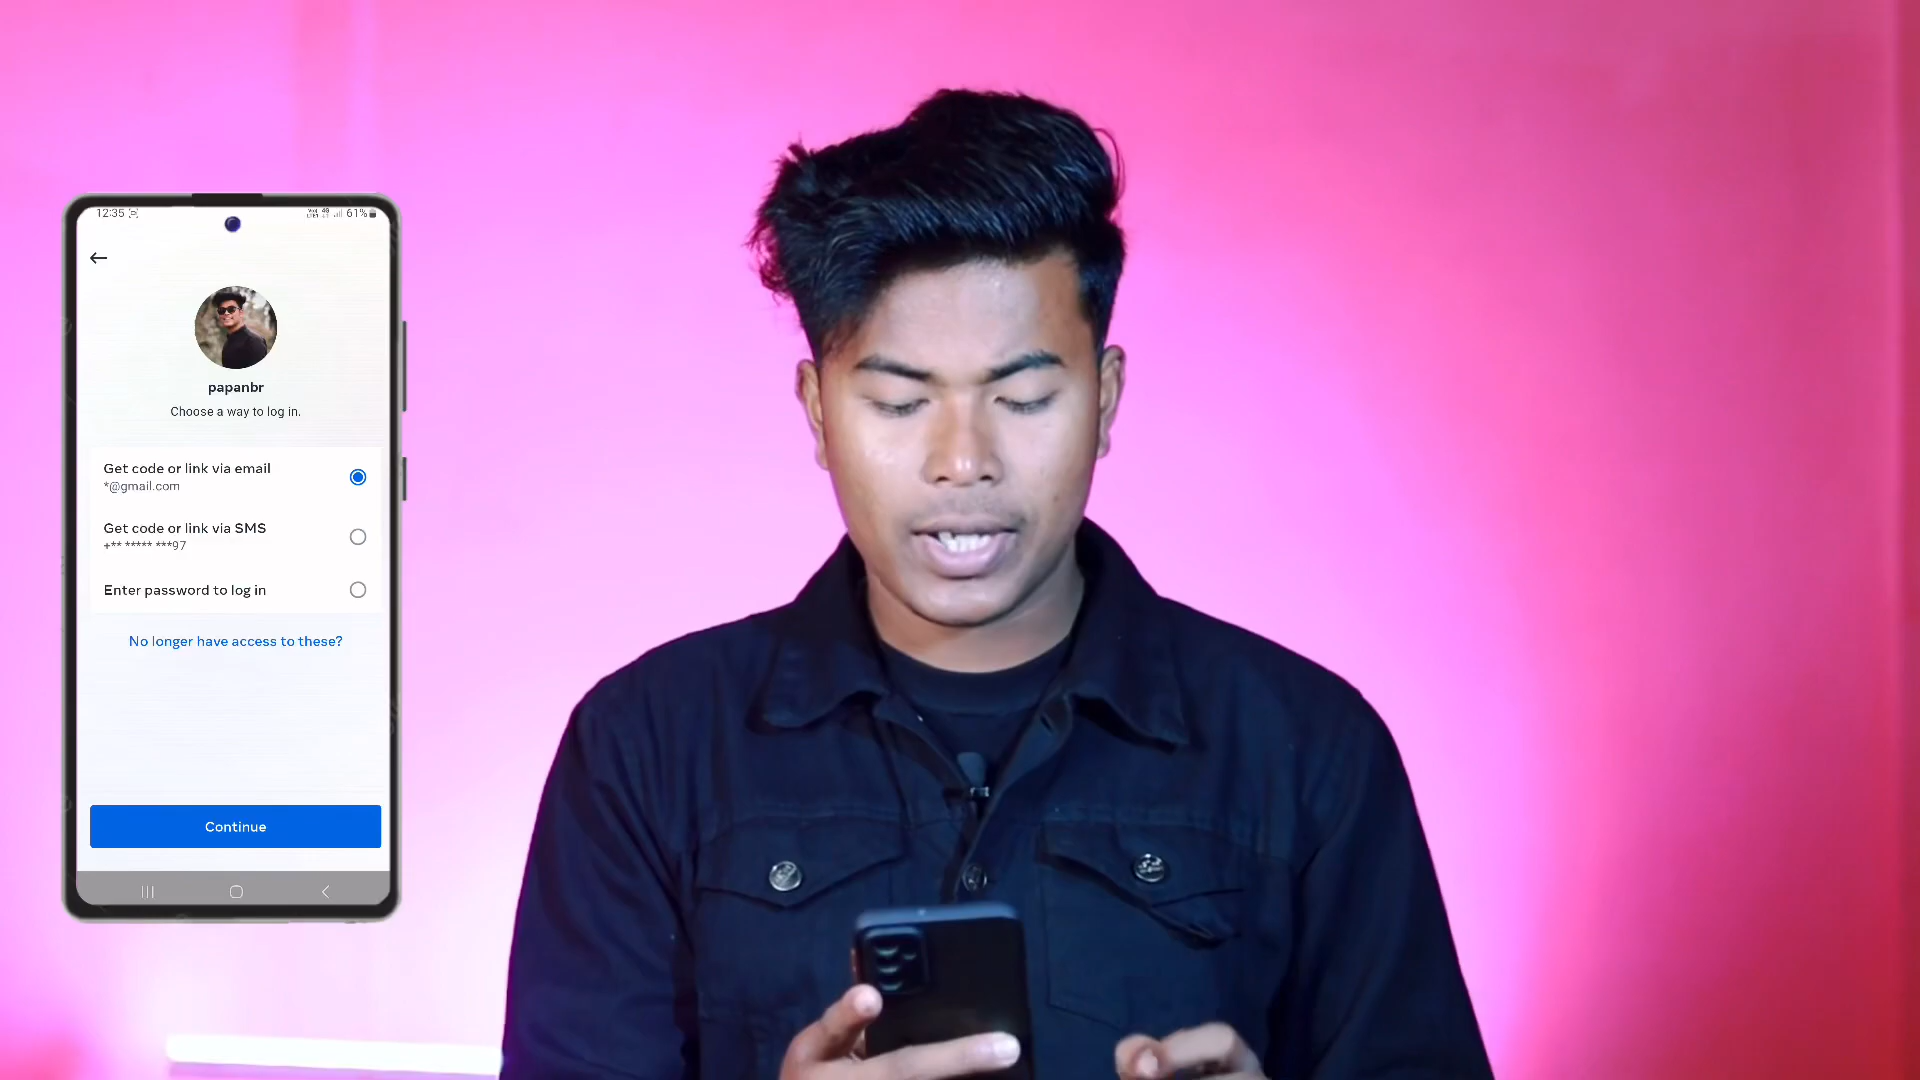 12:35
61%
papanbr
Choose a way to log in.
Get code or link via email
*@gmail.com
Get code or link via SMS
+** ***** ***97
Enter password to log in
No longer have access to these?
Continue